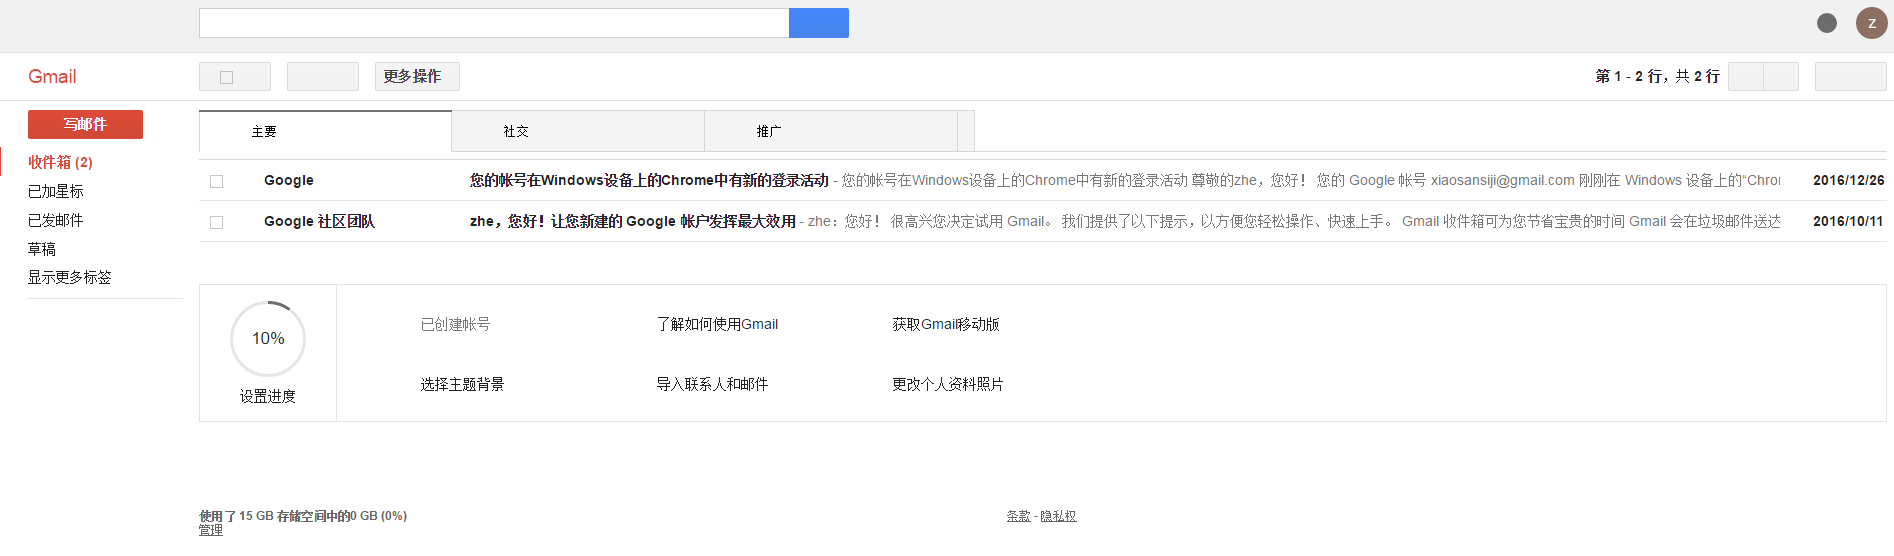 z
Gmail
更多操作
第 1 - 2 行，共 2 行
写邮件
收件箱 (2)
已加星标
已发邮件
草稿
显示更多标签
主要
社交
推广
Google
您的帐号在Windows设备上的Chrome中有新的登录活动 - 您的帐号在Windows设备上的Chrome中有新的登录活动 尊敬的zhe，您好！ 您的 Google 帐号 xiaosansiji@gmail.com 刚刚在 Windows 设备上的“Chror
2016/12/26
Google 社区团队
zhe，您好！让您新建的 Google 帐户发挥最大效用 - zhe：您好！ 很高兴您决定试用 Gmail。 我们提供了以下提示，以方便您轻松操作、快速上手。 Gmail 收件箱可为您节省宝贵的时间 Gmail 会在垃圾邮件送达
2016/10/11
10%
设置进度
已创建帐号
了解如何使用Gmail
获取Gmail移动版
选择主题背景
导入联系人和邮件
更改个人资料照片
使用了 15 GB 存储空间中的0 GB (0%)
管理
条款 - 隐私权